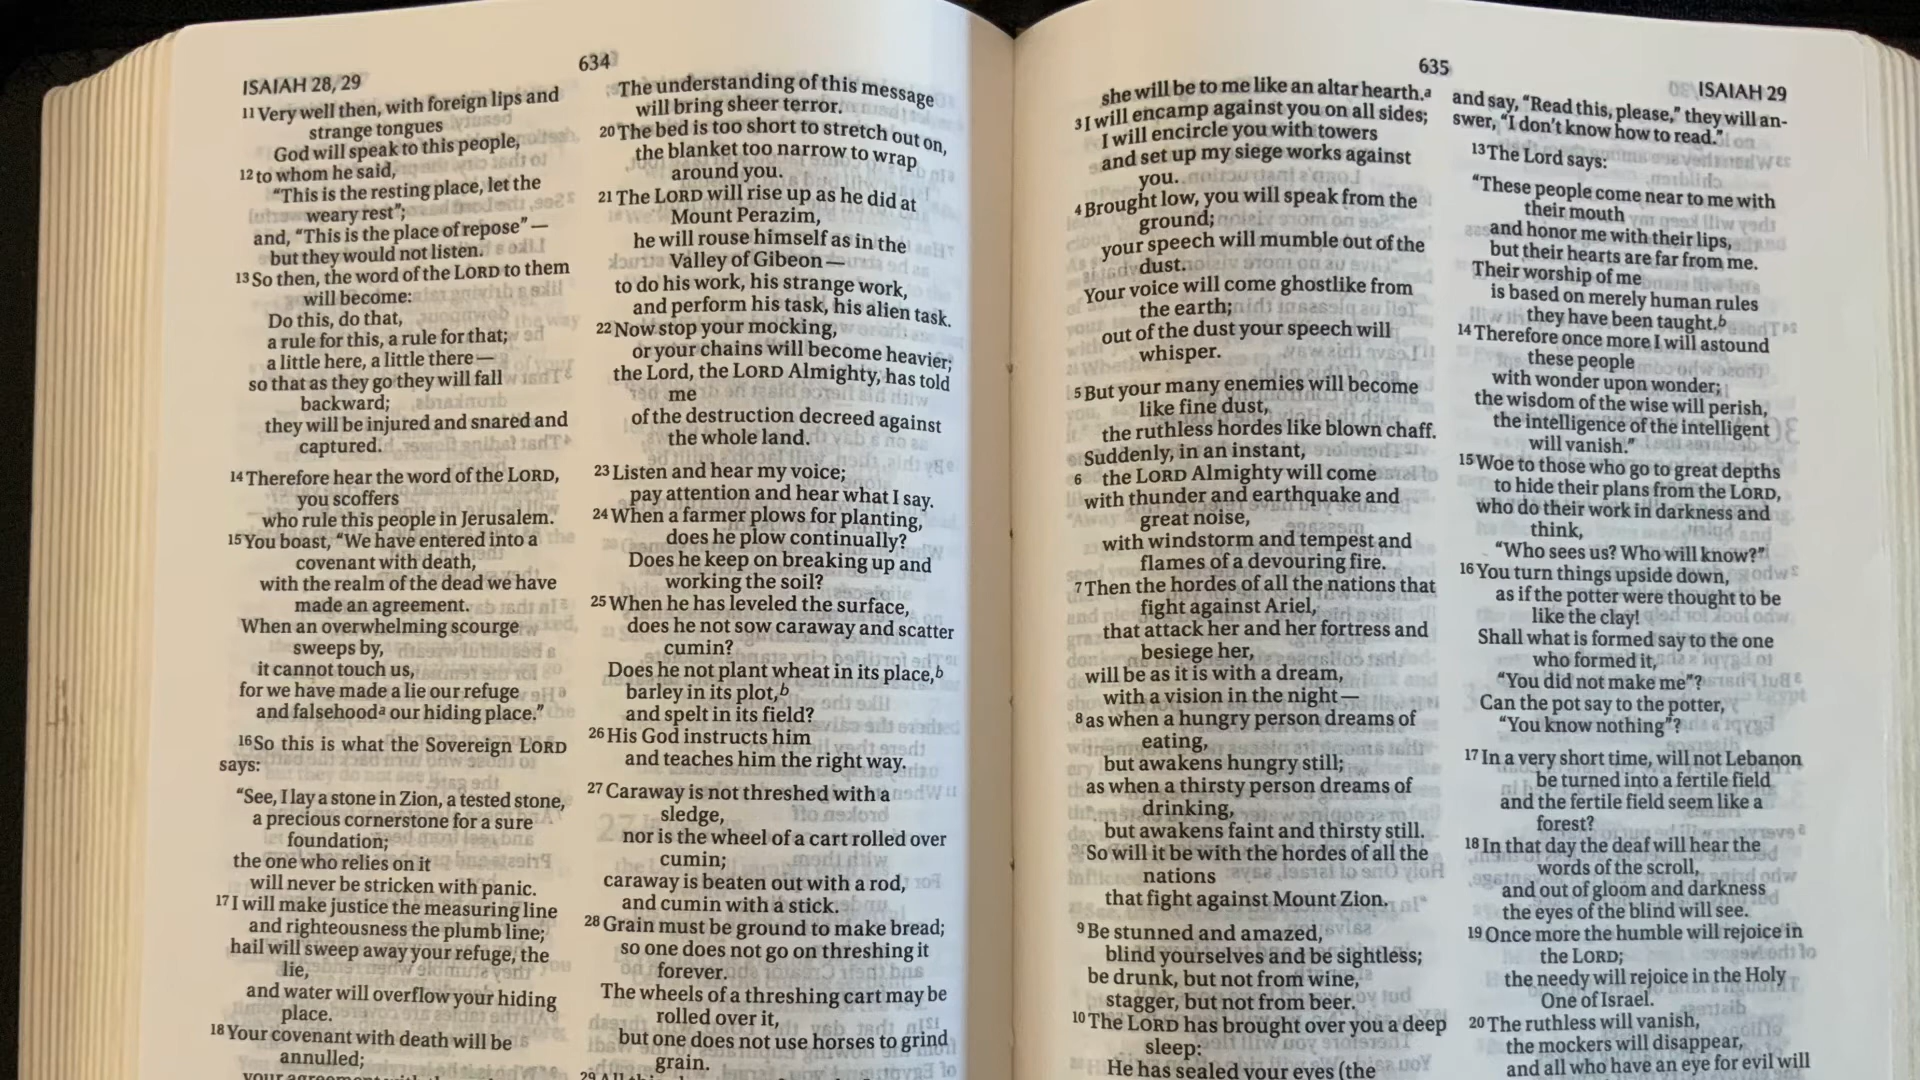 634
ISAIAH 28, 29
11 Very well then, with foreign lips and
strange tongues
God will speak to this people,
12 to whom he said,
“This is the resting place, let the
weary rest”;
and, “This is the place of repose” —
but they would not listen.
13 So then, the word of the LORD to them
will become:
Do this, do that,
a rule for this, a rule for that;
a little here, a little there —
so that as they go they will fall
backward;
they will be injured and snared and
captured.
14 Therefore hear the word of the LORD,
you scoffers
who rule this people in Jerusalem.
15 You boast, “We have entered into a
covenant with death,
with the realm of the dead we have
made an agreement.
When an overwhelming scourge
sweeps by,
it cannot touch us,
for we have made a lie our refuge
and falsehood a our hiding place.”
16 So this is what the Sovereign LORD
says:
“See, I lay a stone in Zion, a tested stone,
a precious cornerstone for a sure
foundation;
the one who relies on it
will never be stricken with panic.
17 I will make justice the measuring line
and righteousness the plumb line;
hail will sweep away your refuge, the
lie,
and water will overflow your hiding
place.
18 Your covenant with death will be
annulled;
The understanding of this message
will bring sheer terror.
20 The bed is too short to stretch out on,
the blanket too narrow to wrap
around you.
21 The LORD will rise up as he did at
Mount Perazim,
he will rouse himself as in the
Valley of Gibeon —
to do his work, his strange work,
and perform his task, his alien task.
22 Now stop your mocking,
or your chains will become heavier;
the Lord, the LORD Almighty, has told
me
of the destruction decreed against
the whole land.
23 Listen and hear my voice;
pay attention and hear what I say.
24 When a farmer plows for planting,
does he plow continually?
Does he keep on breaking up and
working the soil?
25 When he has leveled the surface,
does he not sow caraway and scatter
cumin?
Does he not plant wheat in its place, b
barley in its plot, b
and spelt in its field?
26 His God instructs him
and teaches him the right way.
27 Caraway is not threshed with a
sledge,
nor is the wheel of a cart rolled over
cumin;
caraway is beaten out with a rod,
and cumin with a stick.
28 Grain must be ground to make bread;
so one does not go on threshing it
forever.
The wheels of a threshing cart may be
rolled over it,
but one does not use horses to grind
grain.
635
ISAIAH 29
she will be to me like an altar hearth. a
3 I will encamp against you on all sides;
I will encircle you with towers
and set up my siege works against
you.
4 Brought low, you will speak from the
ground;
your speech will mumble out of the
dust.
Your voice will come ghostlike from
the earth;
out of the dust your speech will
whisper.
5 But your many enemies will become
like fine dust,
the ruthless hordes like blown chaff.
Suddenly, in an instant,
6 the LORD Almighty will come
with thunder and earthquake and
great noise,
with windstorm and tempest and
flames of a devouring fire.
7 Then the hordes of all the nations that
fight against Ariel,
that attack her and her fortress and
besiege her,
will be as it is with a dream,
with a vision in the night —
8 as when a hungry person dreams of
eating,
but awakens hungry still;
as when a thirsty person dreams of
drinking,
but awakens faint and thirsty still.
So will it be with the hordes of all the
nations
that fight against Mount Zion.
9 Be stunned and amazed,
blind yourselves and be sightless;
be drunk, but not from wine,
stagger, but not from beer.
10 The LORD has brought over you a deep
sleep:
He has sealed your eyes (the
and say, “Read this, please,” they will an-
swer, “I don’t know how to read.”
13 The Lord says:
“These people come near to me with
their mouth
and honor me with their lips,
but their hearts are far from me.
Their worship of me
is based on merely human rules
they have been taught. b
14 Therefore once more I will astound
these people
with wonder upon wonder;
the wisdom of the wise will perish,
the intelligence of the intelligent
will vanish.”
15 Woe to those who go to great depths
to hide their plans from the LORD,
who do their work in darkness and
think,
“Who sees us? Who will know?”
16 You turn things upside down,
as if the potter were thought to be
like the clay!
Shall what is formed say to the one
who formed it,
“You did not make me”?
Can the pot say to the potter,
“You know nothing”?
17 In a very short time, will not Lebanon
be turned into a fertile field
and the fertile field seem like a
forest?
18 In that day the deaf will hear the
words of the scroll,
and out of gloom and darkness
the eyes of the blind will see.
19 Once more the humble will rejoice in
the LORD;
the needy will rejoice in the Holy
One of Israel.
20 The ruthless will vanish,
the mockers will disappear,
and all who have an eye for evil will